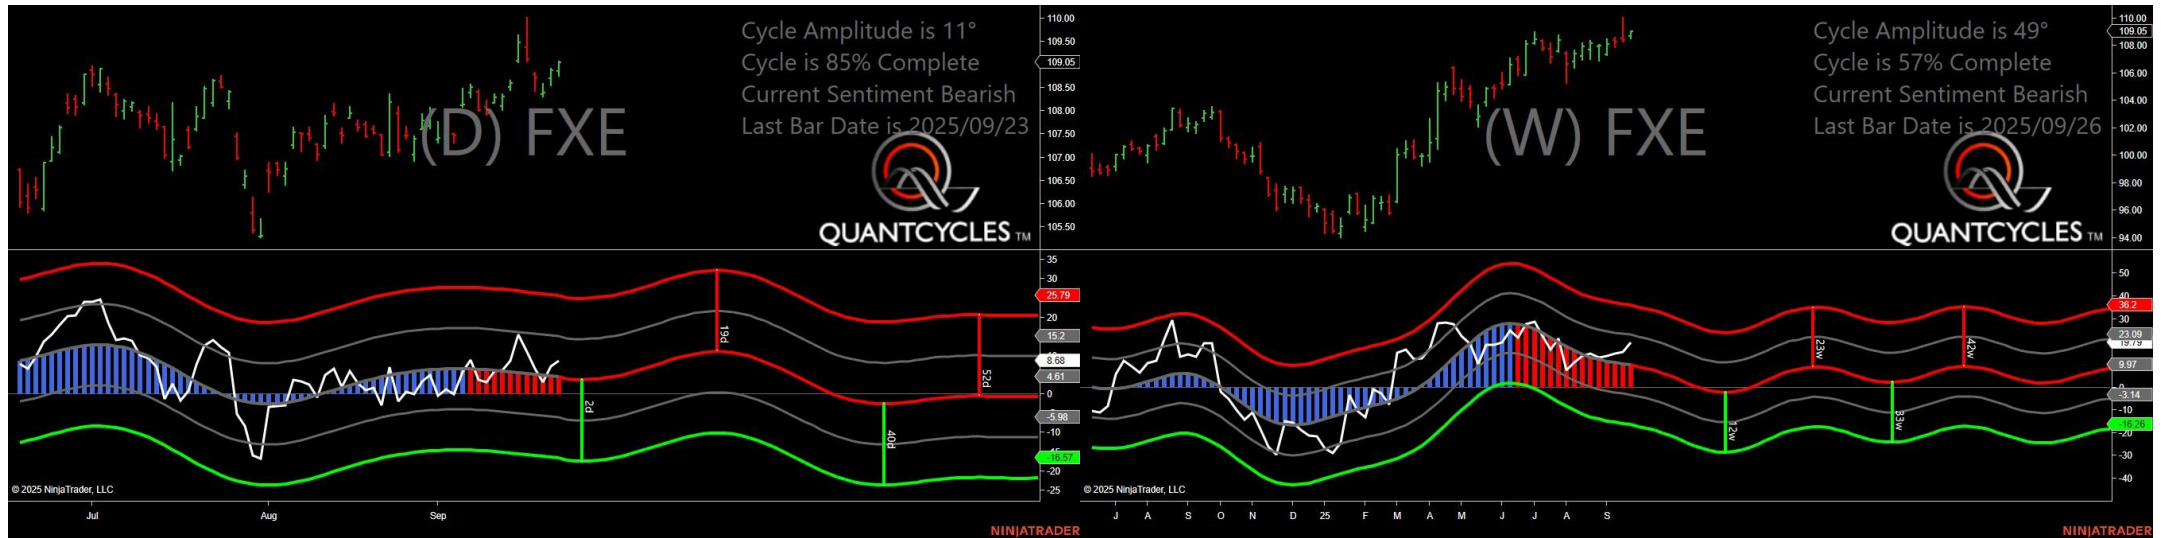 Cycle Amplitude is 11°
Cycle is 85% Complete
Current Sentiment Bearish
Last Bar Date is 2025/09/23
(D) FXE
QUANTCYCLES TM
110.00
109.50
109.05
108.50
108.00
107.50
107.00
106.50
106.00
105.50
35
30
25.79
20
15.2
8.68
4.61
0
-5.98
-10
-16.57
-20
-25
2d
19d
40d
52d
© 2025 NinjaTrader, LLC
Jul
Aug
Sep
NINJATRADER
Cycle Amplitude is 49°
Cycle is 57% Complete
Current Sentiment Bearish
Last Bar Date is 2025/09/26
(W) FXE
QUANTCYCLES TM
110.00
109.05
108.00
106.00
104.00
102.00
100.00
98.00
96.00
94.00
50
40
36.2
30
23.09
19.79
9.97
0
-3.14
-10
-16.26
-20
-30
-40
12w
23w
33w
42w
© 2025 NinjaTrader, LLC
J A S O N D 25 F M A M J J A S
NINJATRADER